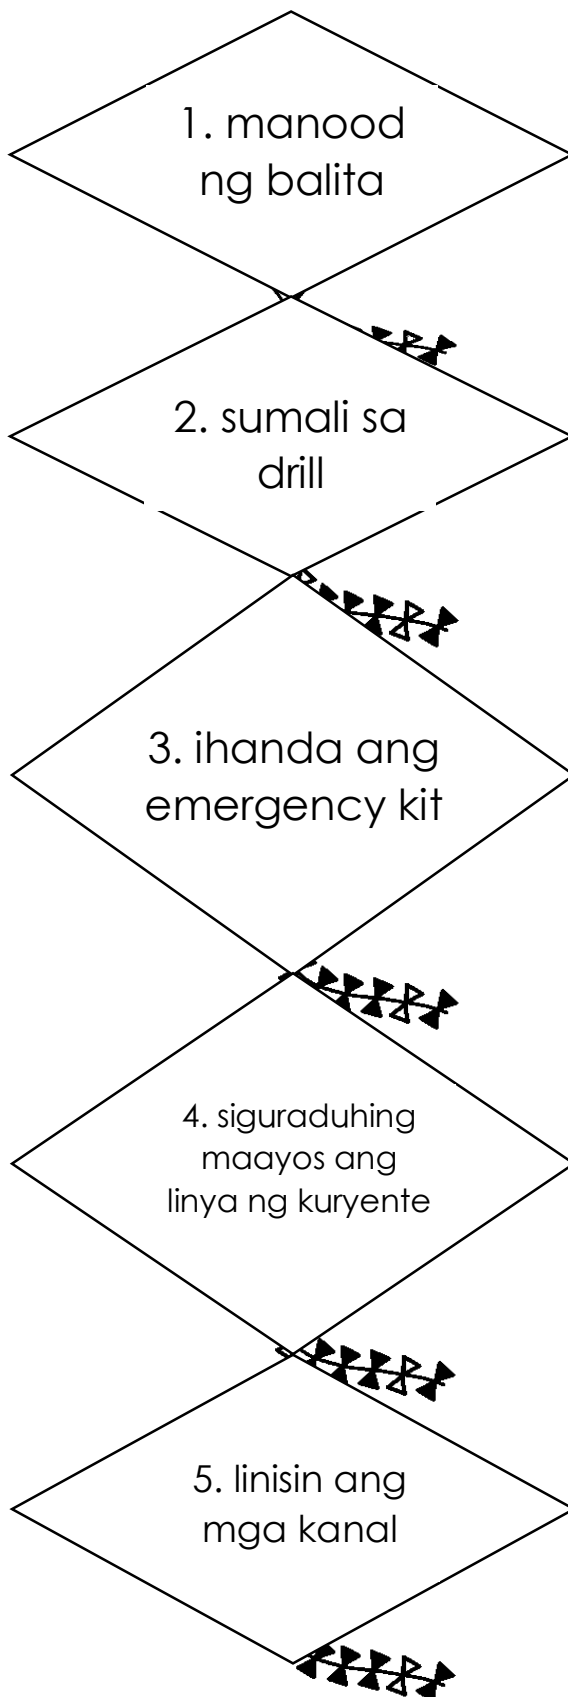 1. manood
ng balita
2. sumali sa
drill
3. ihanda ang
emergency kit
4. siguraduhing
maayos ang
linya ng kuryente
5. linisin ang
mga kanal